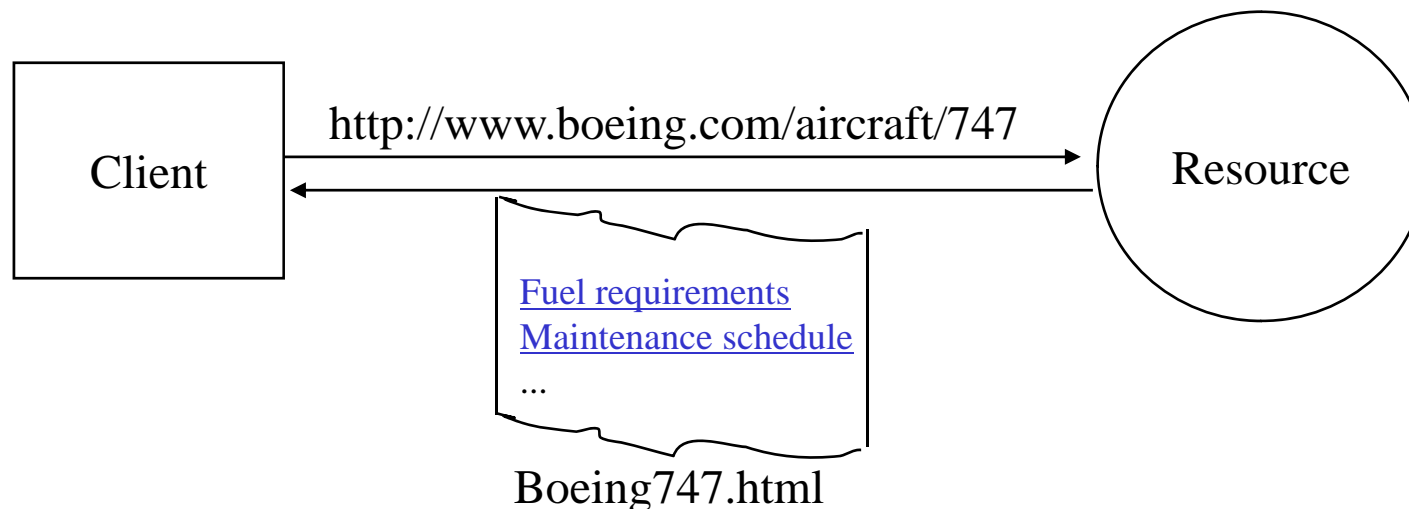 http://www.boeing.com/aircraft/747
Client
Resource
Fuel requirements
Maintenance schedule
...
Boeing747.html